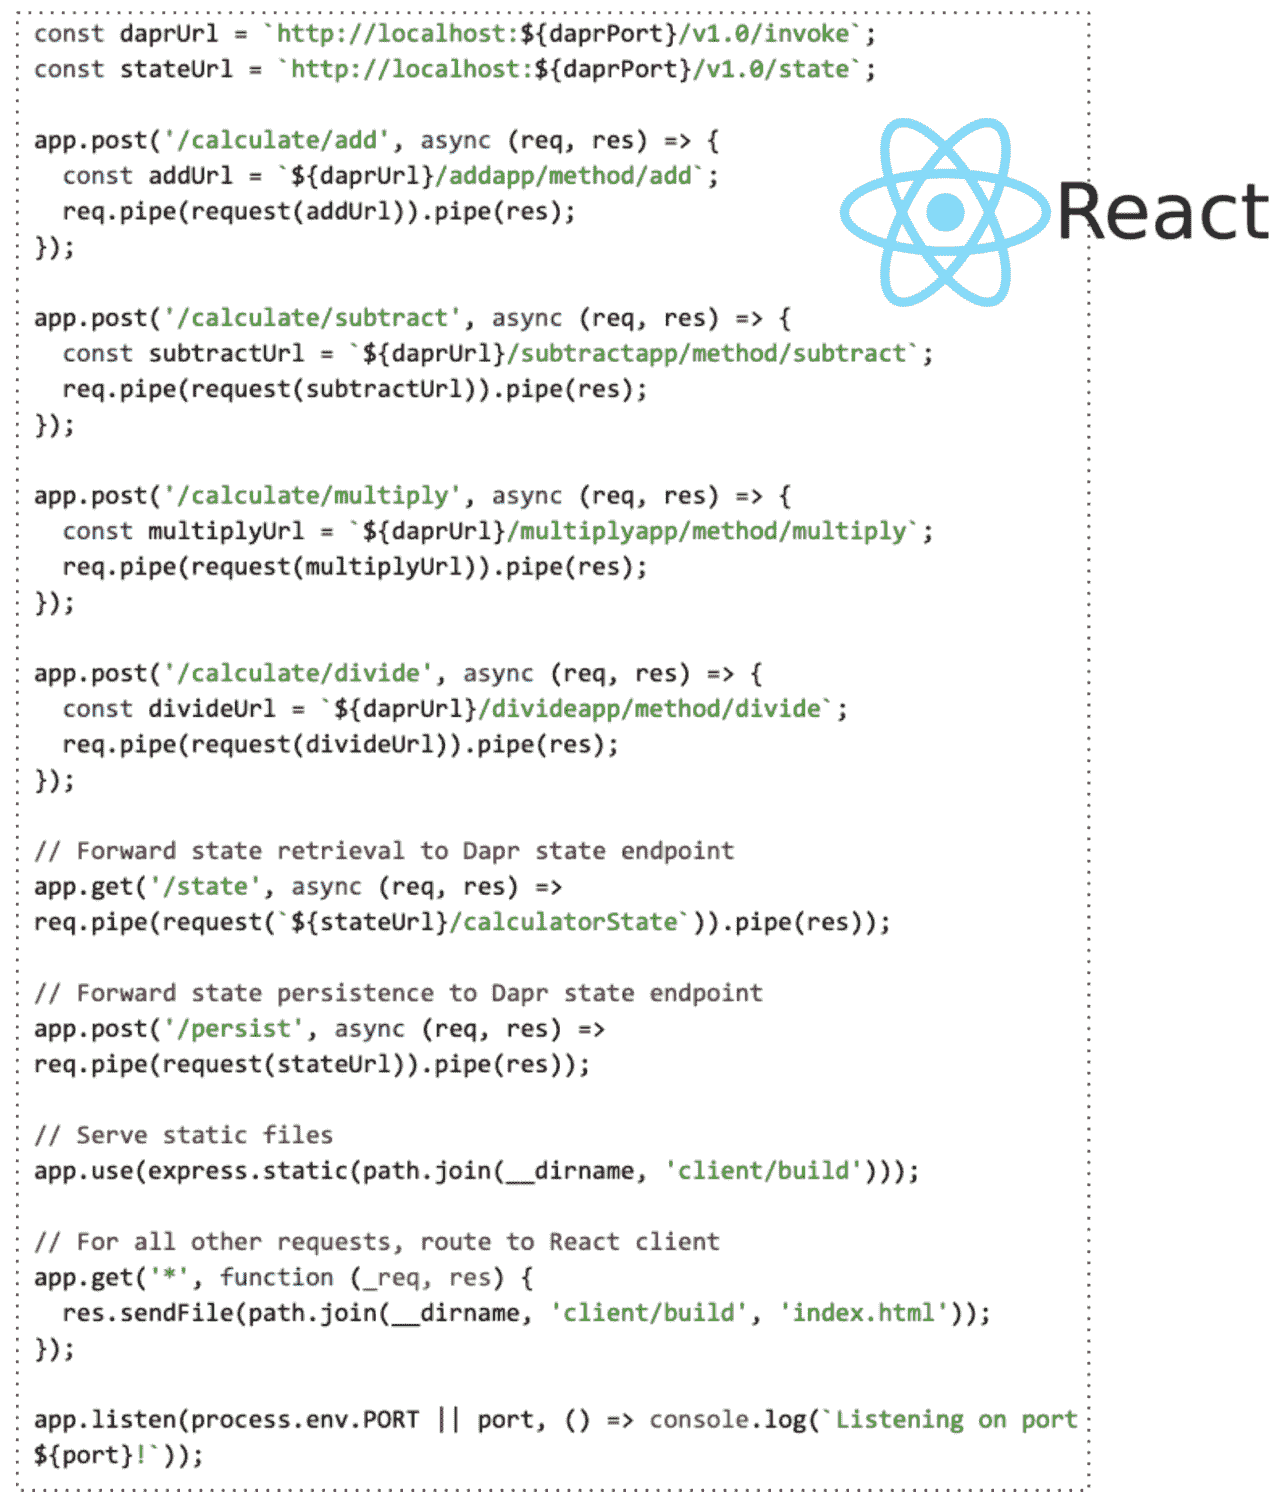 const daprUrl = `http://localhost:${daprPort}/v1.0/invoke`;
const stateUrl = `http://localhost:${daprPort}/v1.0/state`;

app.post('/calculate/add', async (req, res) => {
  const addUrl = `${daprUrl}/addapp/method/add`;
  req.pipe(request(addUrl)).pipe(res);
});
React

app.post('/calculate/subtract', async (req, res) => {
  const subtractUrl = `${daprUrl}/subtractapp/method/subtract`;
  req.pipe(request(subtractUrl)).pipe(res);
});

app.post('/calculate/multiply', async (req, res) => {
  const multiplyUrl = `${daprUrl}/multiplyapp/method/multiply`;
  req.pipe(request(multiplyUrl)).pipe(res);
});

app.post('/calculate/divide', async (req, res) => {
  const divideUrl = `${daprUrl}/divideapp/method/divide`;
  req.pipe(request(divideUrl)).pipe(res);
});

// Forward state retrieval to Dapr state endpoint
app.get('/state', async (req, res) =>
req.pipe(request(`${stateUrl}/calculatorState`)).pipe(res));

// Forward state persistence to Dapr state endpoint
app.post('/persist', async (req, res) =>
req.pipe(request(stateUrl)).pipe(res));

// Serve static files
app.use(express.static(path.join(__dirname, 'client/build')));

// For all other requests, route to React client
app.get('*', function (_req, res) {
  res.sendFile(path.join(__dirname, 'client/build', 'index.html'));
});

app.listen(process.env.PORT || port, () => console.log(`Listening on port
${port}!`));